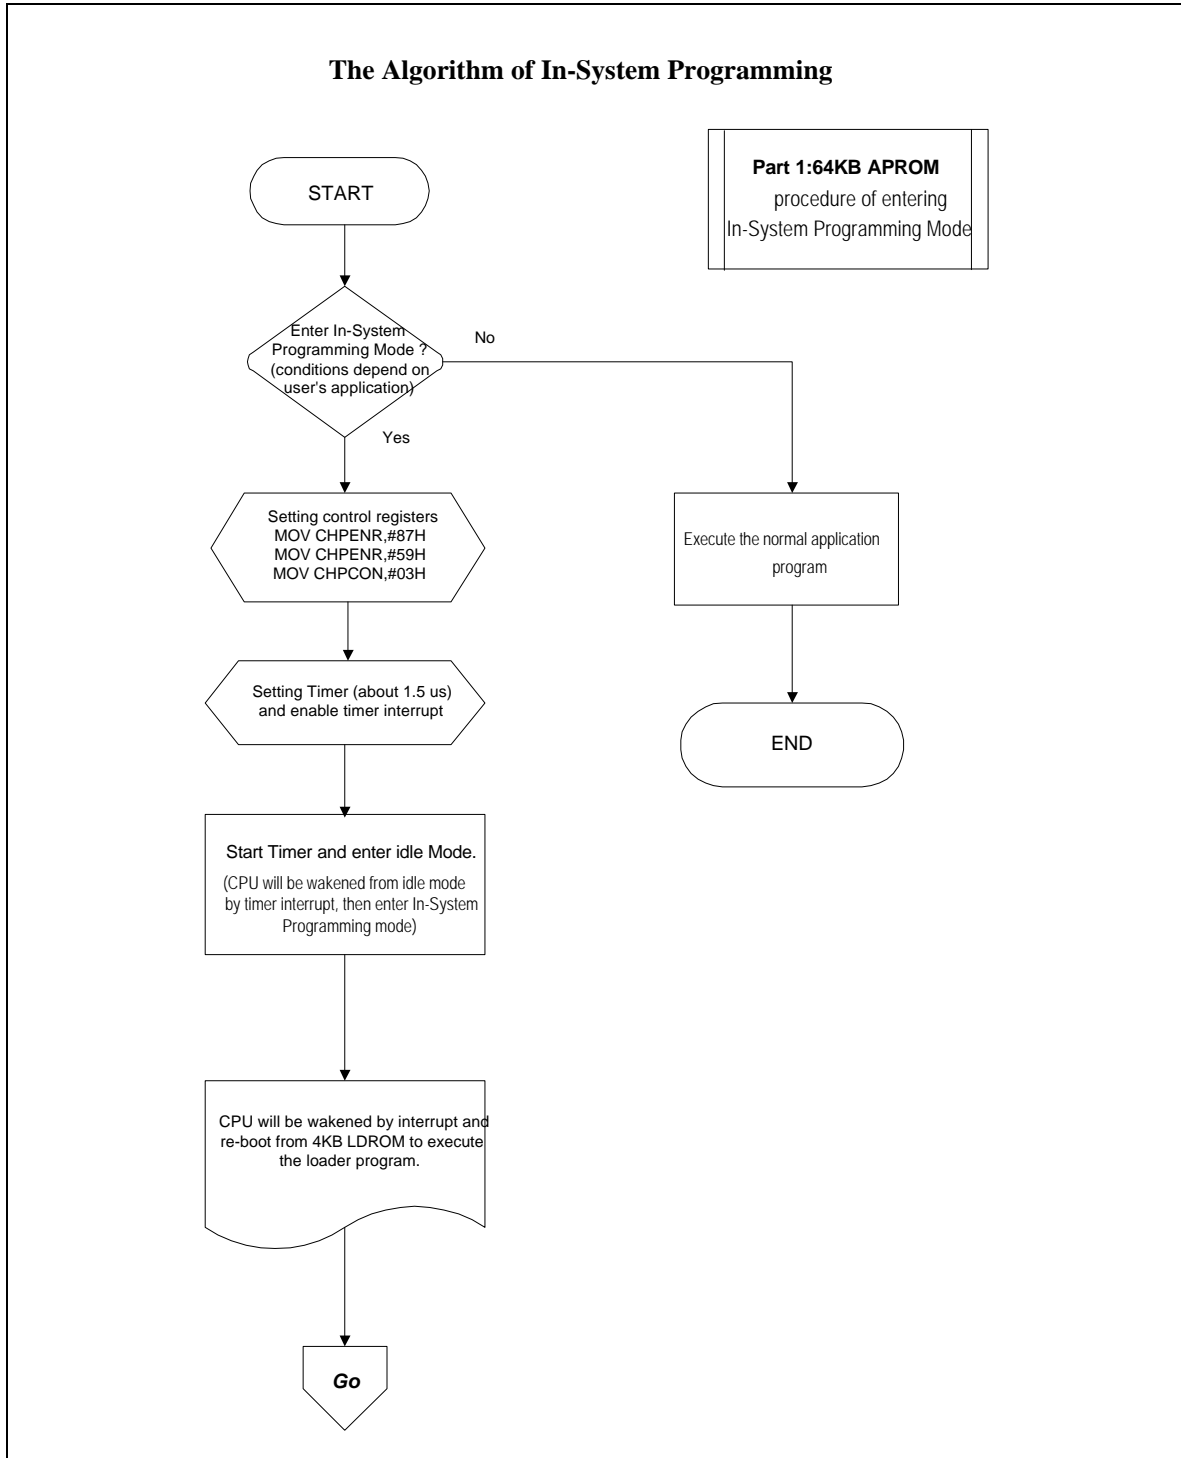 The Algorithm of In-System Programming
Part 1:64KB APROM
procedure of entering
In-System Programming Mode
START
Enter In-System
Programming Mode ?
(conditions depend on
user's application)
No
Yes
Setting control registers
MOV CHPENR,#87H
MOV CHPENR,#59H
MOV CHPCON,#03H
Execute the normal application
program
Setting Timer (about 1.5 us)
and enable timer interrupt
END
Start Timer and enter idle Mode.
(CPU will be wakened from idle mode
by timer interrupt, then enter In-System
Programming mode)
CPU will be wakened by interrupt and
re-boot from 4KB LDROM to execute
the loader program.
Go